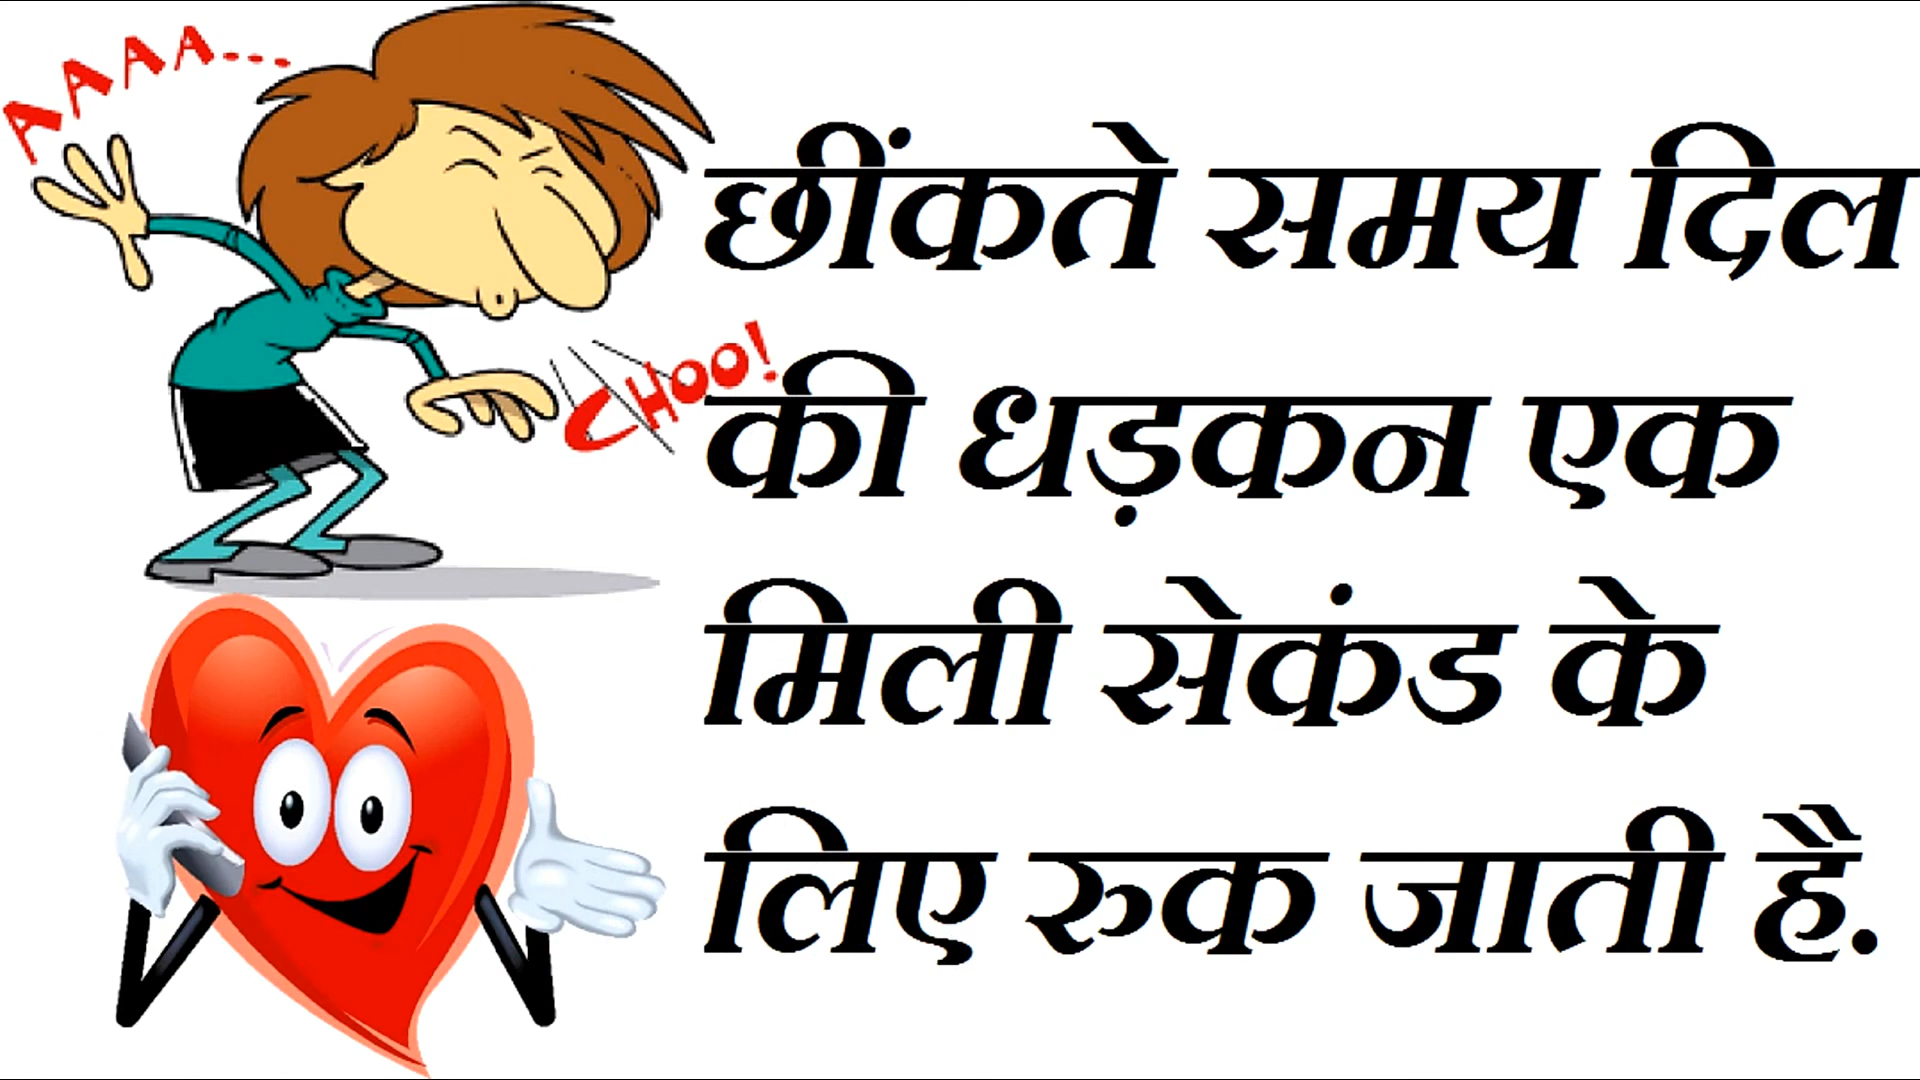 AAAA...
CHOO!
छींकते समय दिल
की धड़कन एक
मिली सेकंड के
लिए रुक जाती है.